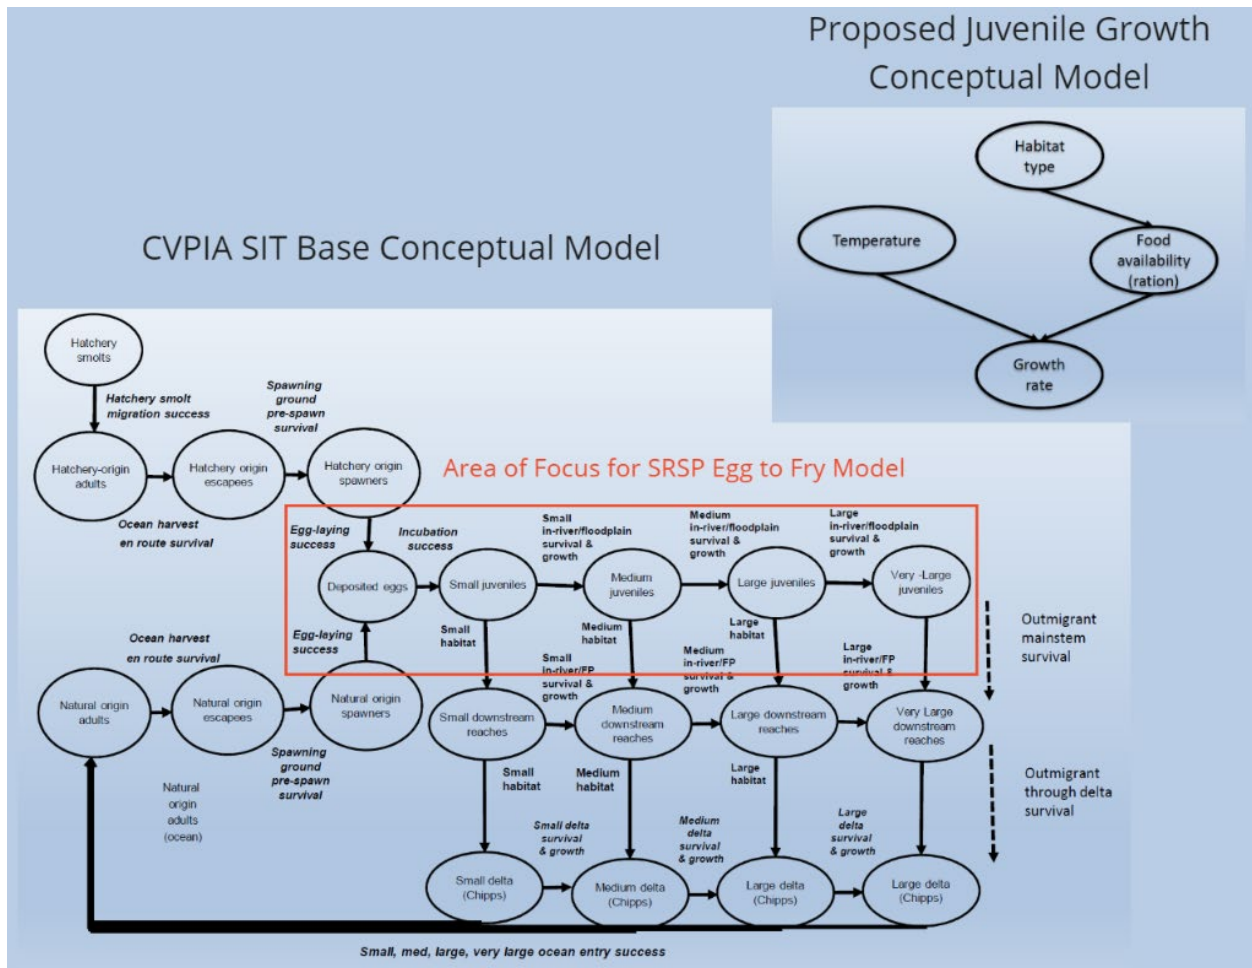 Proposed Juvenile Growth
Conceptual Model
Habitat
type
Temperature
Food
availability
(ration)
Growth
rate
CVPIA SIT Base Conceptual Model
Hatchery
smolts
Hatchery smolt
migration success
Spawning
ground
pre-spawn
survival
Hatchery-origin
adults
Hatchery origin
escapees
Hatchery origin
spawners
Ocean harvest
en route survival
Area of Focus for SRSP Egg to Fry Model
Egg-laying
success
Incubation
success
Small
in-river/floodplain
survival &
growth
Medium
in-river/floodplain
survival &
growth
Large
in-river/floodplain
survival &
growth
Deposited eggs
Small juveniles
Medium
juveniles
Large juveniles
Very -Large
juveniles
Egg-laying
success
Small
habitat
Medium
habitat
Large
habitat
Outmigrant
mainstem
survival
Ocean harvest
en route survival
Small
in-river/FP
survival &
growth
Medium
in-river/FP
survival &
growth
Large
in-river/FP
survival &
growth
Natural origin
adults
Natural origin
escapees
Natural origin
spawners
Small downstream
reaches
Medium
downstream
reaches
Large downstream
reaches
Very Large
downstream
reaches
Spawning
ground
pre-spawn
survival
Natural
origin
adults
(ocean)
Small
habitat
Medium
habitat
Large
habitat
Outmigrant
through delta
survival
Small delta
survival
& growth
Medium
delta
survival
& growth
Large
delta
survival
& growth
Small delta
(Chipps)
Medium delta
(Chipps)
Large delta
(Chipps)
Large delta
(Chipps)
Small, med, large, very large ocean entry success